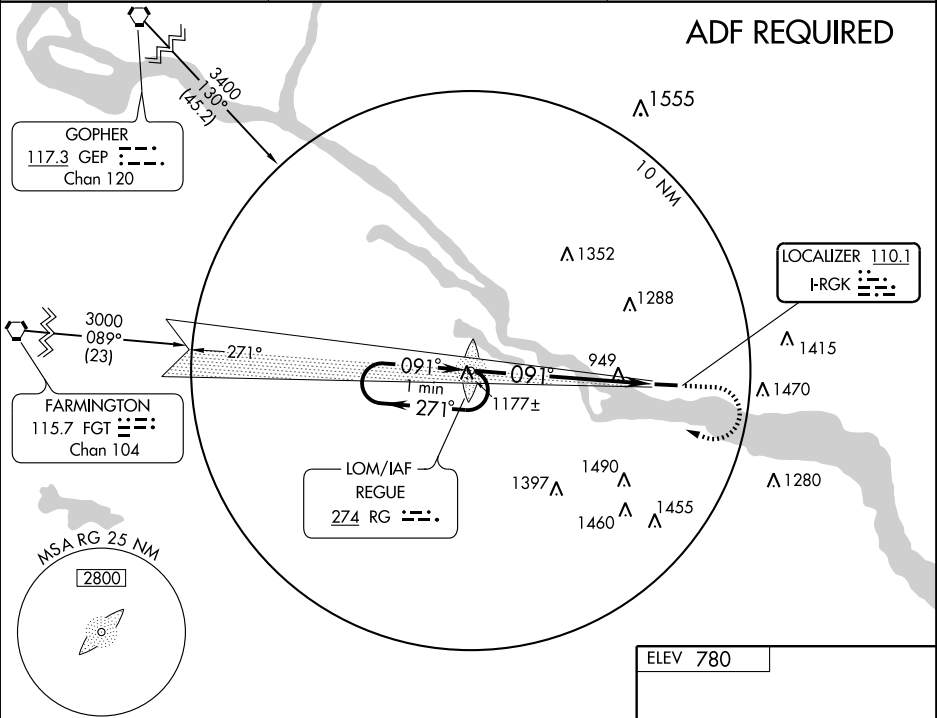 ADF REQUIRED
3400
130°
(45.2)
1555
GOPHER
117.3 GEP
Chan 120
10 NM
1352
LOCALIZER 110.1
I-RGK
1288
3000
089°
(23)
271°
091°
1 min
271°
091°
949
1415
1177±
1470
FARMINGTON
115.7 FGT
Chan 104
LOM/IAF
REGUE
274 RG
1490
1397
1280
1460
1455
MSA RG 25 NM
2800
ELEV 780